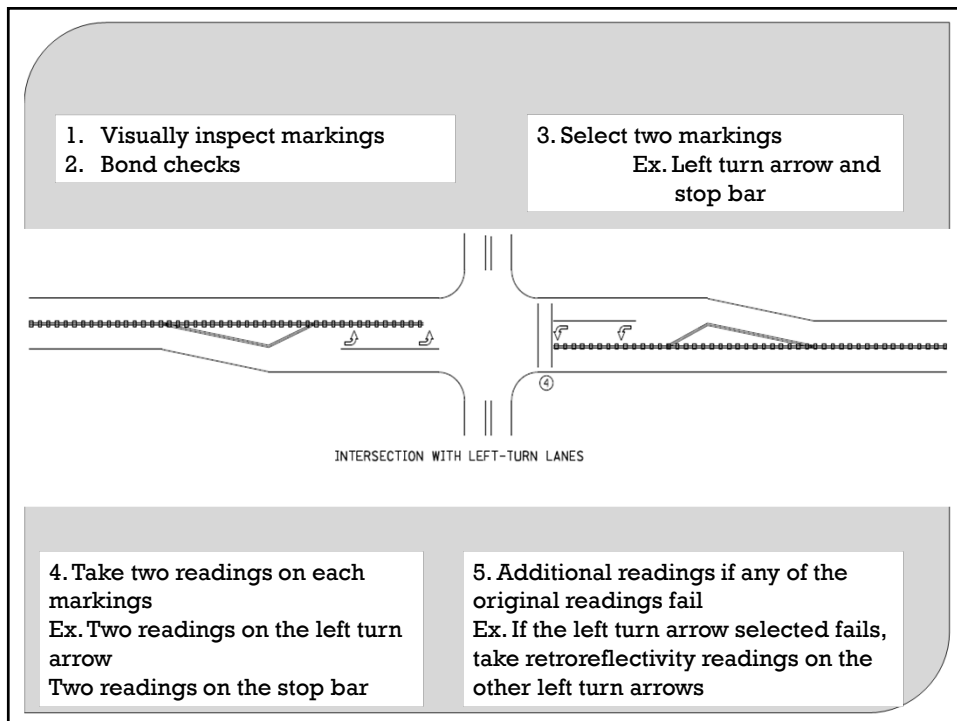 1. Visually inspect markings
2. Bond checks
3. Select two markings
Ex. Left turn arrow and
stop bar
4
INTERSECTION WITH LEFT-TURN LANES
4. Take two readings on each
markings
Ex. Two readings on the left turn
arrow
Two readings on the stop bar
5. Additional readings if any of the
original readings fail
Ex. If the left turn arrow selected fails,
take retroreflectivity readings on the
other left turn arrows